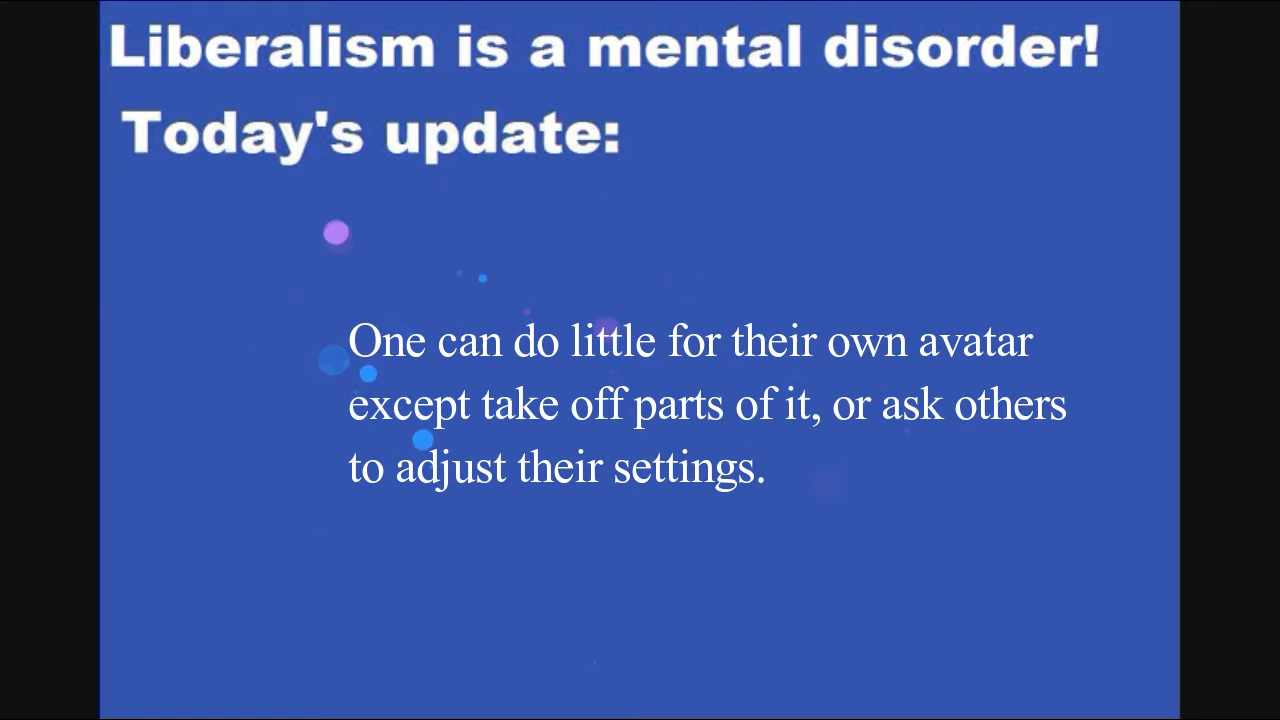 Liberalism is a mental disorder!
Today's update:
One can do little for their own avatar
except take off parts of it, or ask others
to adjust their settings.